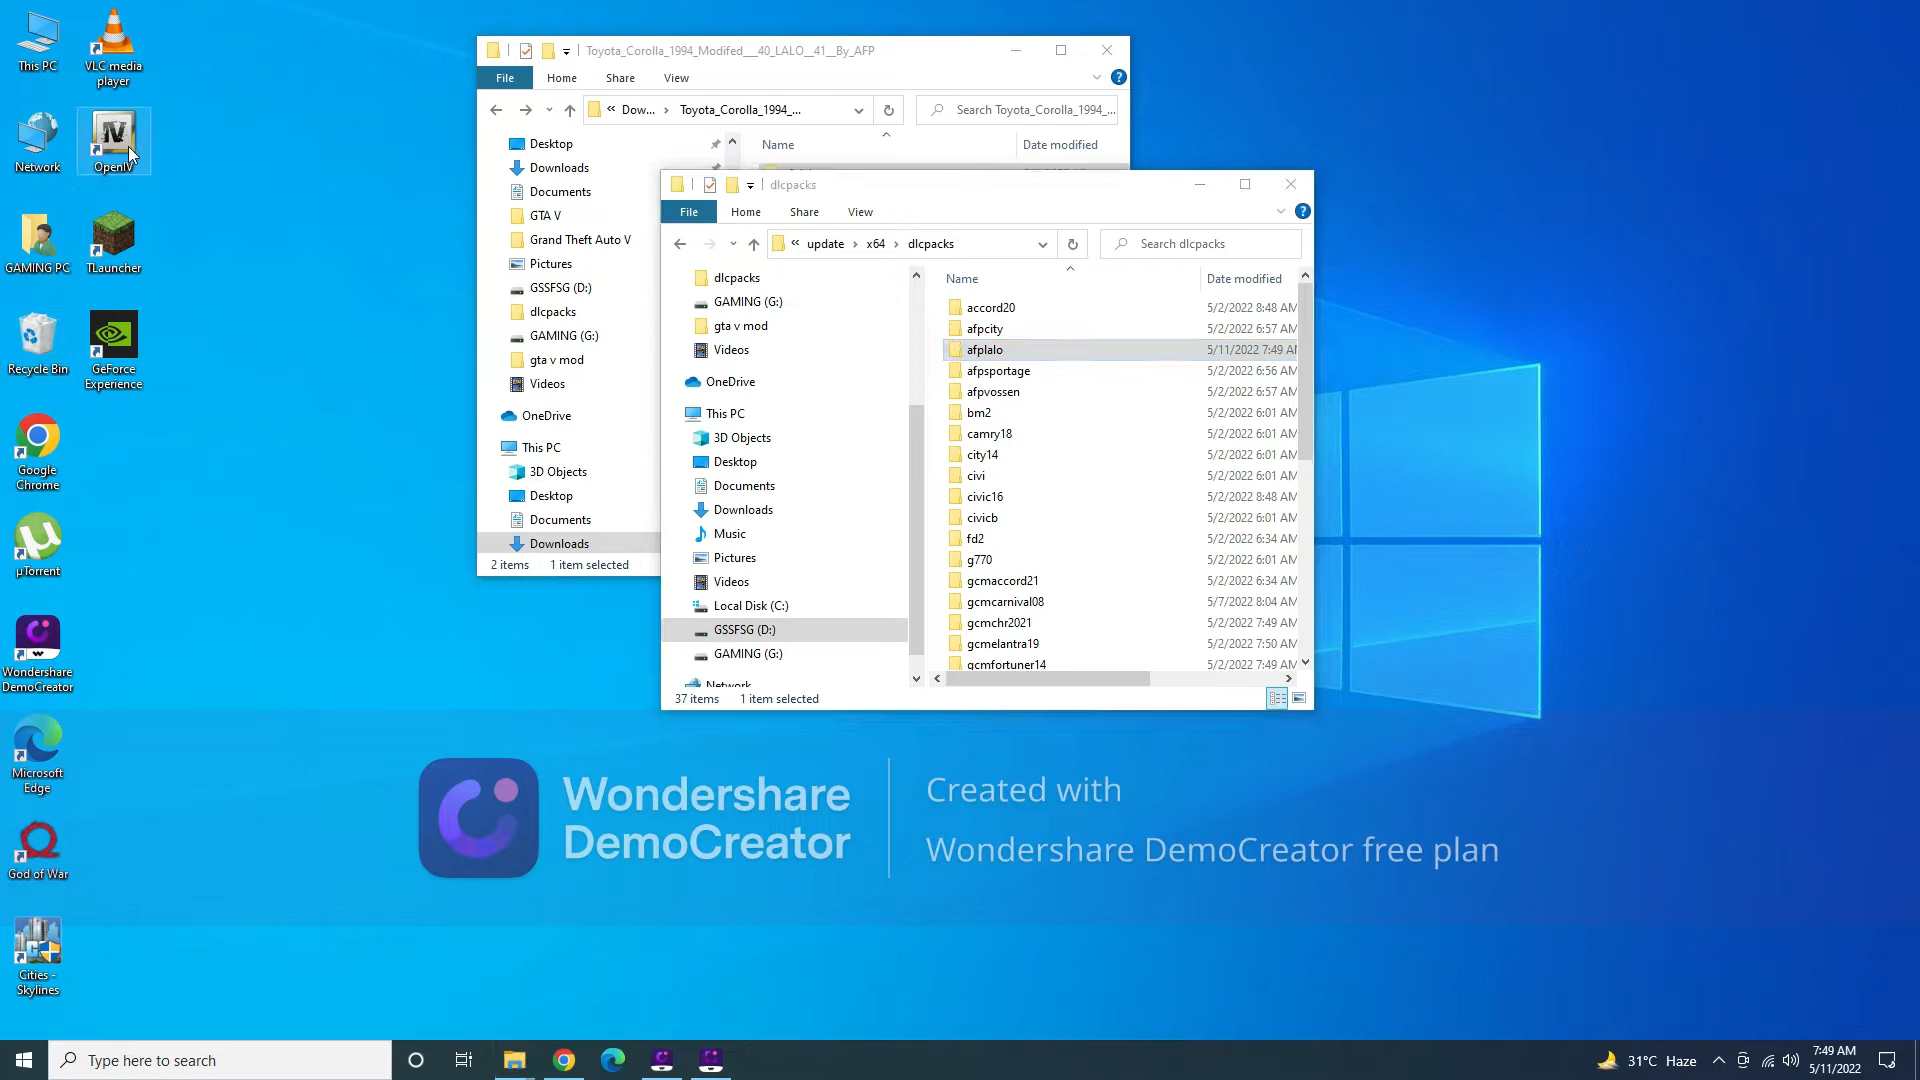 This PC
VLC media
player
Network
OpenIV
GAMING PC
TLauncher
Recycle Bin
GeForce
Experience
Google
Chrome
µTorrent
Wondershare
DemoCreator
Microsoft
Edge
God of War
Cities -
Skylines
Toyota_Corolla_1994_Modifed___40_LALO__41__By_AFP
File
Home
Share
View
Dow...
Toyota_Corolla_1994_...
Search Toyota_Corolla_1994_...
Name
Date modified
Desktop
Downloads
Documents
GTA V
Grand Theft Auto V
Pictures
GSSFSG (D:)
dlcpacks
GAMING (G:)
gta v mod
Videos
OneDrive
This PC
3D Objects
Desktop
Documents
Downloads
2 items
1 item selected
dlcpacks
File
Home
Share
View
update
x64
dlcpacks
Search dlcpacks
dlcpacks
GAMING (G:)
gta v mod
Videos
OneDrive
This PC
3D Objects
Desktop
Documents
Downloads
Music
Pictures
Videos
Local Disk (C:)
GSSFSG (D:)
GAMING (G:)
Network
Name
Date modified
accord20 5/2/2022 8:48 AM
afpcity 5/2/2022 6:57 AM
afplalo 5/11/2022 7:49 AM
afpsportage 5/2/2022 6:56 AM
afpvossen 5/2/2022 6:57 AM
bm2 5/2/2022 6:01 AM
camry18 5/2/2022 6:01 AM
city14 5/2/2022 6:01 AM
civi 5/2/2022 6:01 AM
civic16 5/2/2022 8:48 AM
civicb 5/2/2022 6:01 AM
fd2 5/2/2022 6:34 AM
g770 5/2/2022 6:01 AM
gcmaccord21 5/2/2022 6:34 AM
gcmcarnival08 5/7/2022 8:04 AM
gcmchr2021 5/2/2022 7:49 AM
gcmelantra19 5/2/2022 7:50 AM
gcmfortuner14 5/2/2022 7:49 AM
37 items
1 item selected
Wondershare
DemoCreator
Created with
Wondershare DemoCreator free plan
Type here to search
31°C Haze
7:49 AM
5/11/2022